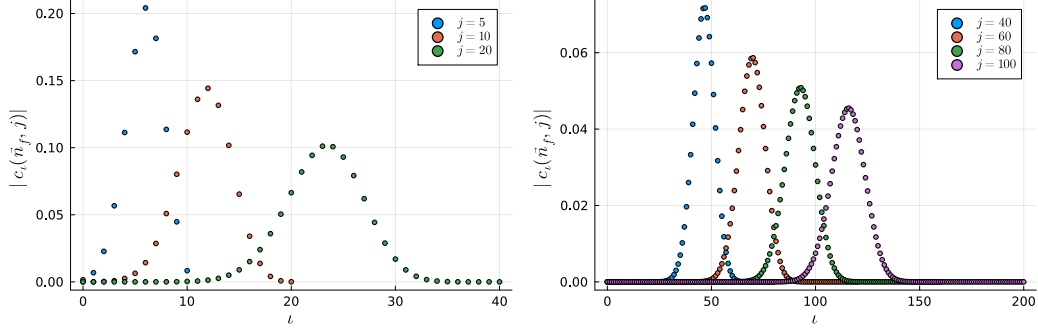 0.20
0.15
0.10
0.05
0.00
| c_ι(n⃗_f, j)|
0 10 20 30 40
ι
j = 5
j = 10
j = 20
0.06
0.04
0.02
0.00
| c_ι(n⃗_f, j)|
0 50 100 150 200
ι
j = 40
j = 60
j = 80
j = 100